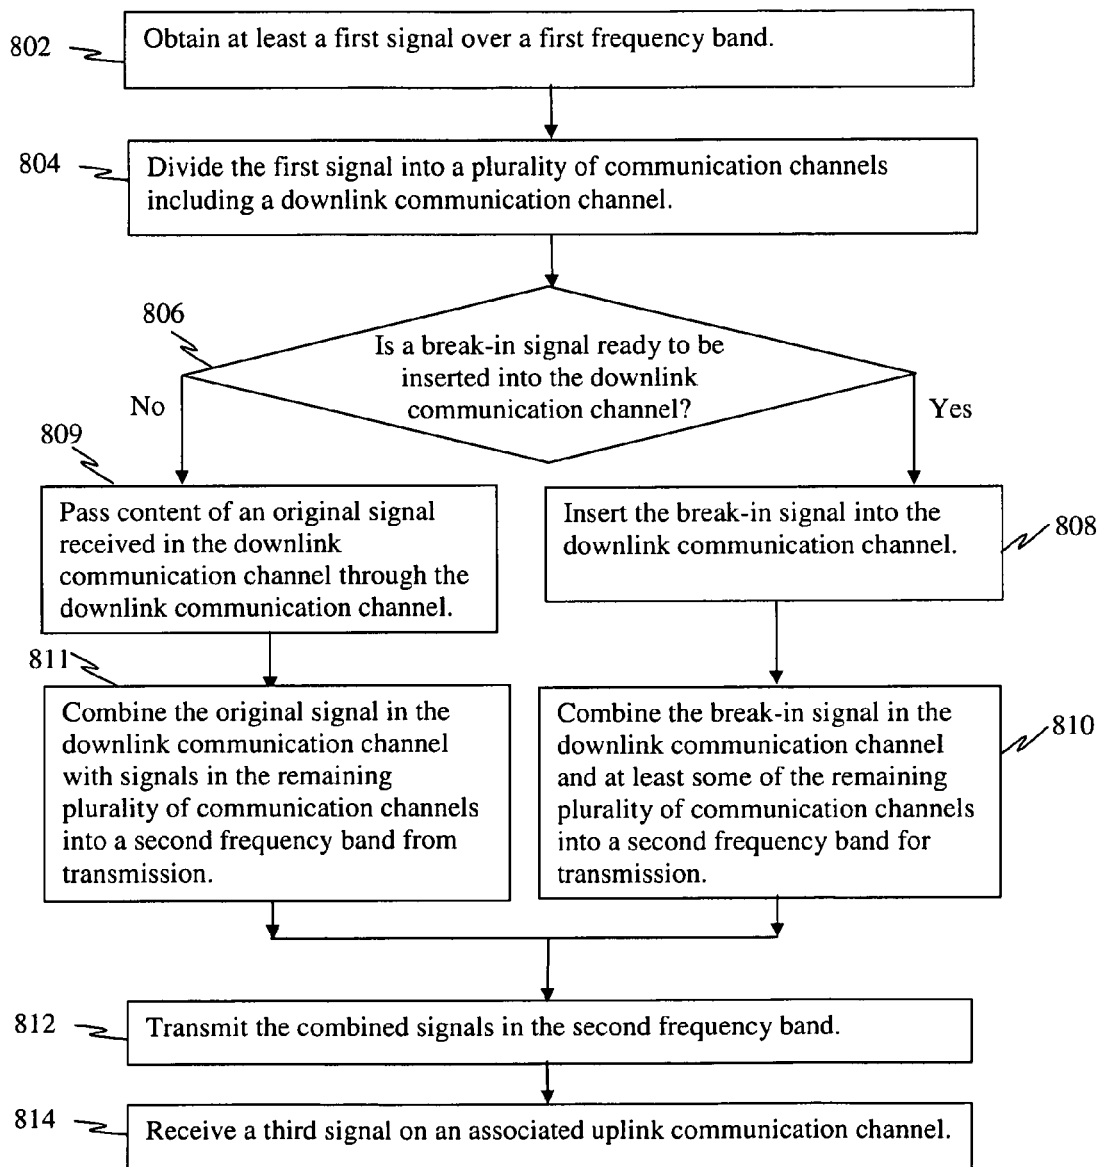 802
Obtain at least a first signal over a first frequency band.
804
Divide the first signal into a plurality of communication channels
including a downlink communication channel.
806
Is a break-in signal ready to be
inserted into the downlink
communication channel?
No
Yes
809
Pass content of an original signal
received in the downlink
communication channel through the
downlink communication channel.
Insert the break-in signal into the
downlink communication channel.
808
811
Combine the original signal in the
downlink communication channel
with signals in the remaining
plurality of communication channels
into a second frequency band from
transmission.
Combine the break-in signal in the
downlink communication channel
and at least some of the remaining
plurality of communication channels
into a second frequency band for
transmission.
810
812
Transmit the combined signals in the second frequency band.
814
Receive a third signal on an associated uplink communication channel.